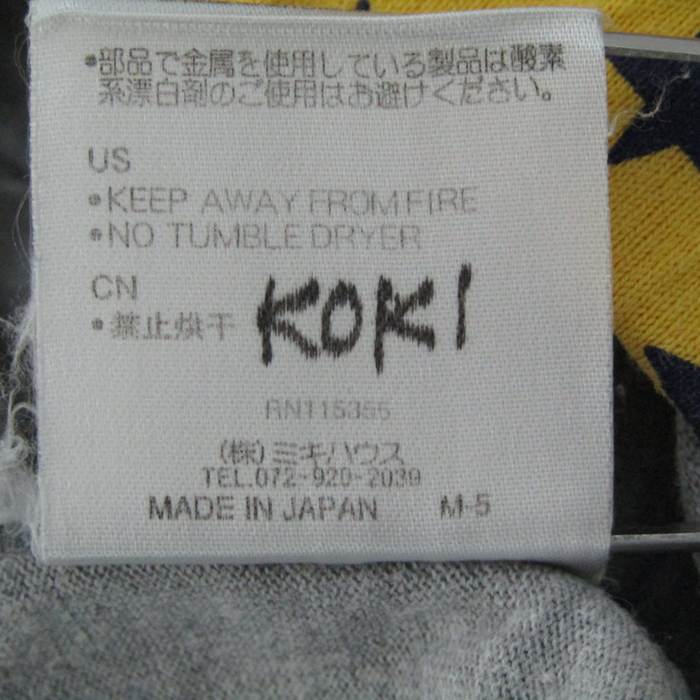 •部品で金属を使用している製品は酸素
系漂白剤のご使用はお避けください。
US
•KEEP AWAY FROM FIRE
•NO TUMBLE DRYER
CN
•禁止烘干
KOKI
RN115355
(株)ミキハウス
TEL.072-920-2039
MADE IN JAPAN M-5